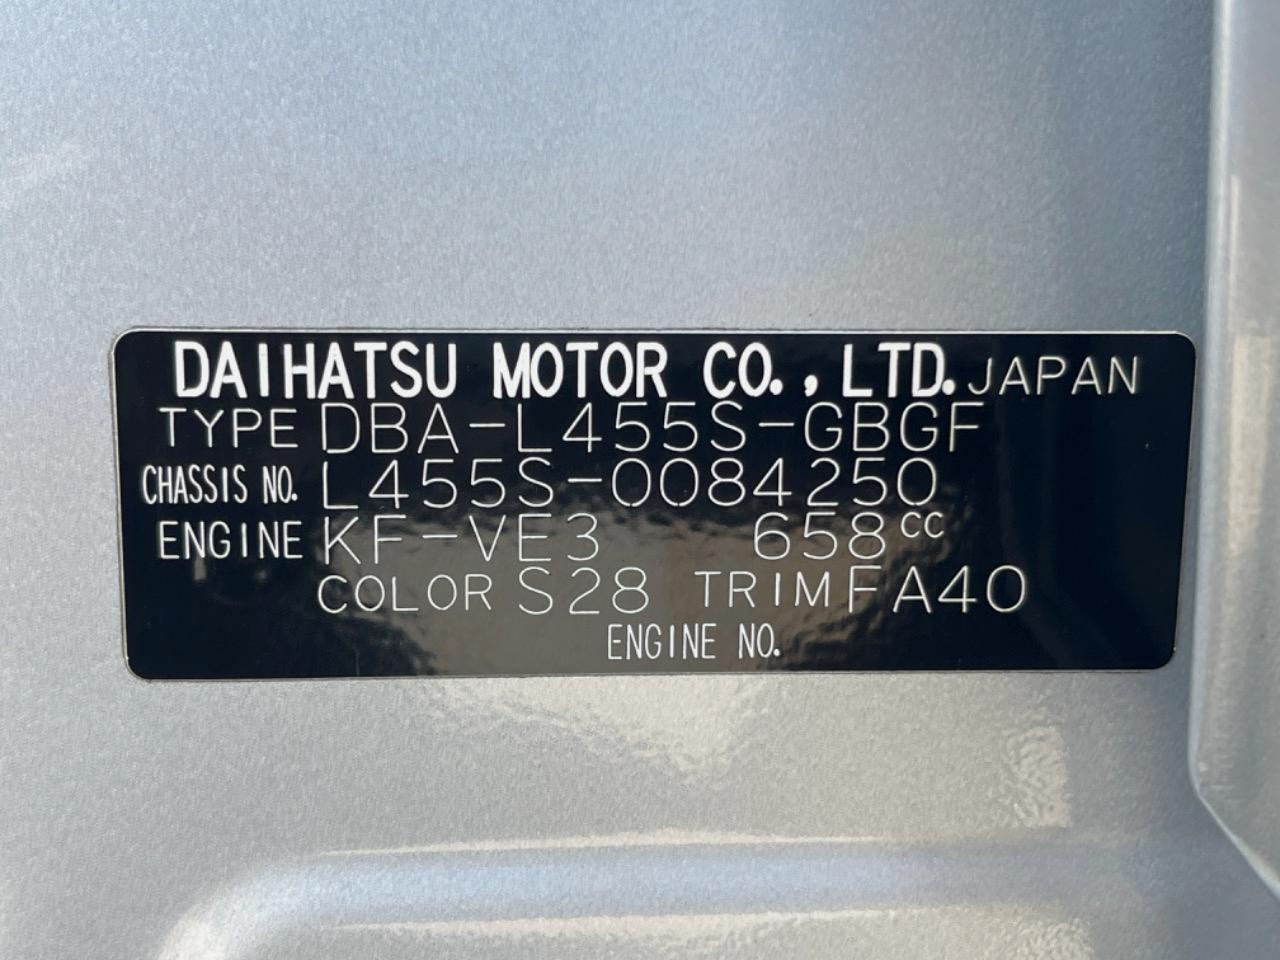 DAIHATSU MOTOR CO., LTD. JAPAN
TYPE DBA-L455S-GBGF
CHASSIS NO. L455S-0084250
ENGINE KF-VE3 658CC
COLOR S28 TRIM FA40
ENGINE NO.